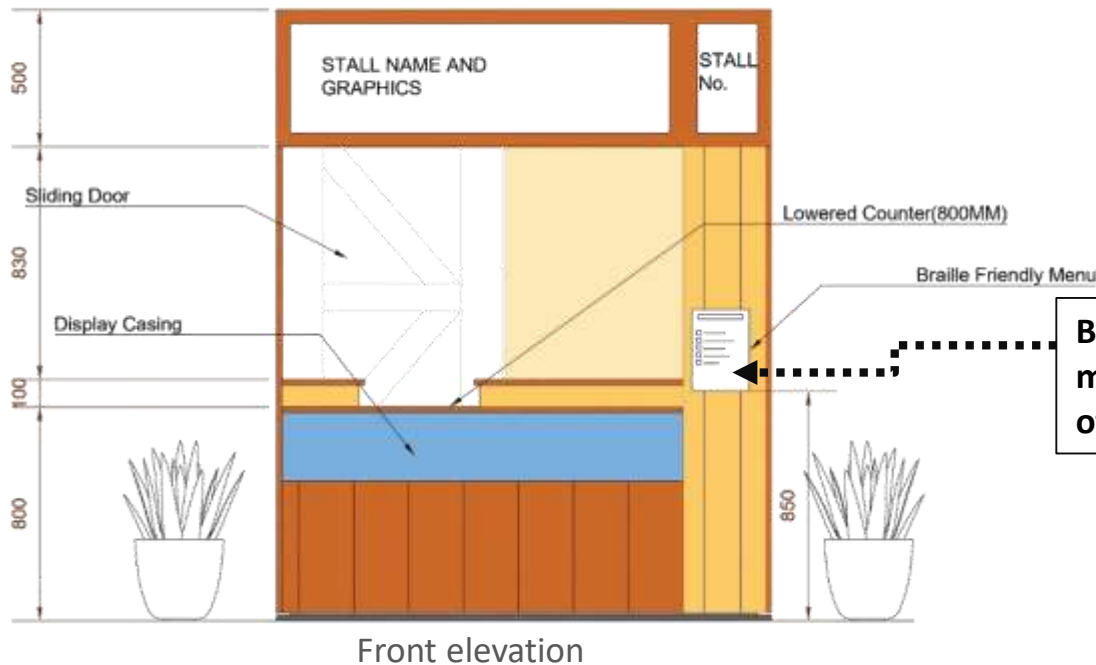 500
STALL NAME AND
GRAPHICS
STALL
No.
Sliding Door
830
Lowered Counter(800MM)
Braille Friendly Menu
Display Casing
100
800
850
Front elevation